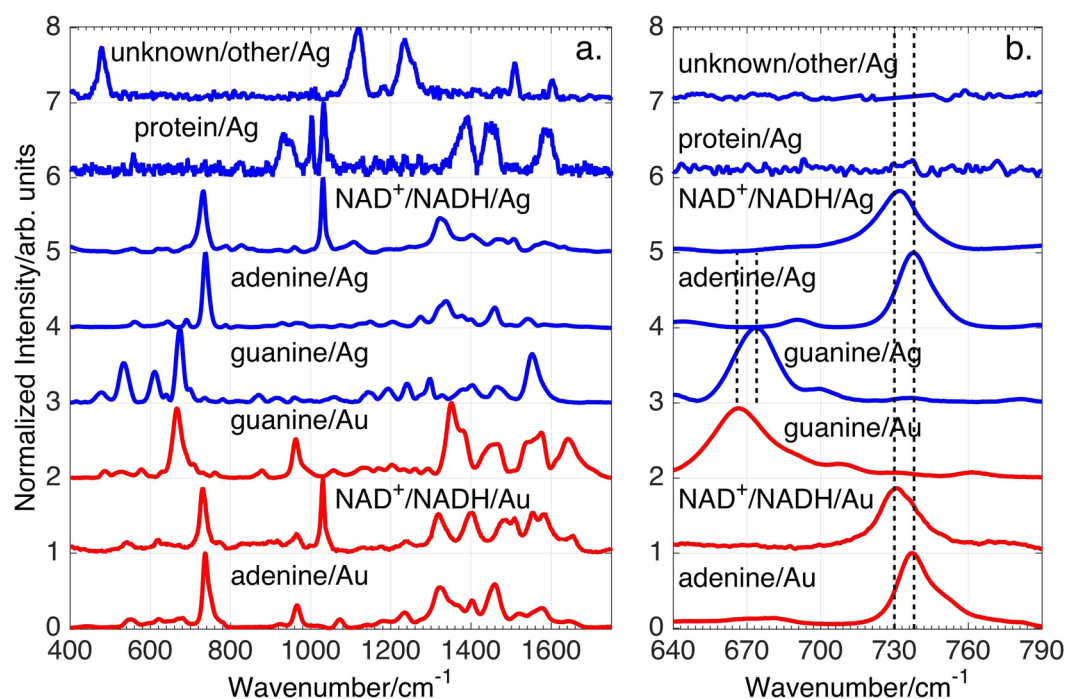 Normalized Intensity/arb. units
8
7
6
5
4
3
2
1
0
a.
unknown/other/Ag
protein/Ag
NAD⁺/NADH/Ag
adenine/Ag
guanine/Ag
guanine/Au
NAD⁺/NADH/Au
adenine/Au
400 600 800 1000 1200 1400 1600
Wavenumber/cm⁻¹
8
7
6
5
4
3
2
1
0
b.
unknown/other/Ag
protein/Ag
NAD⁺/NADH/Ag
adenine/Ag
guanine/Ag
guanine/Au
NAD⁺/NADH/Au
adenine/Au
640 670 700 730 760 790
Wavenumber/cm⁻¹